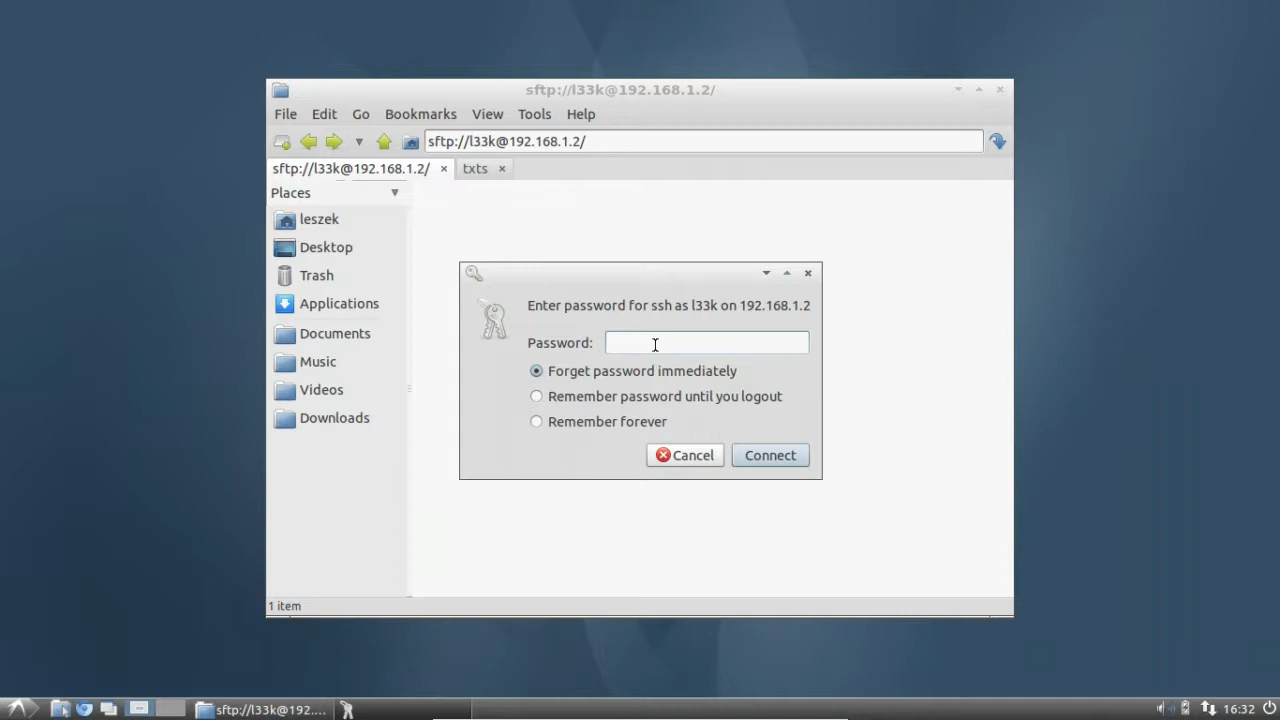 sftp://l33k@192.168.1.2/
File Edit Go Bookmarks View Tools Help
sftp://l33k@192.168.1.2/
sftp://l33k@192.168.1.2/ txts
Places
leszek
Desktop
Trash
Applications
Documents
Music
Videos
Downloads
Enter password for ssh as l33k on 192.168.1.2
Password:
Forget password immediately
Remember password until you logout
Remember forever
Cancel Connect
1 item
sftp://l33k@192....
16:32